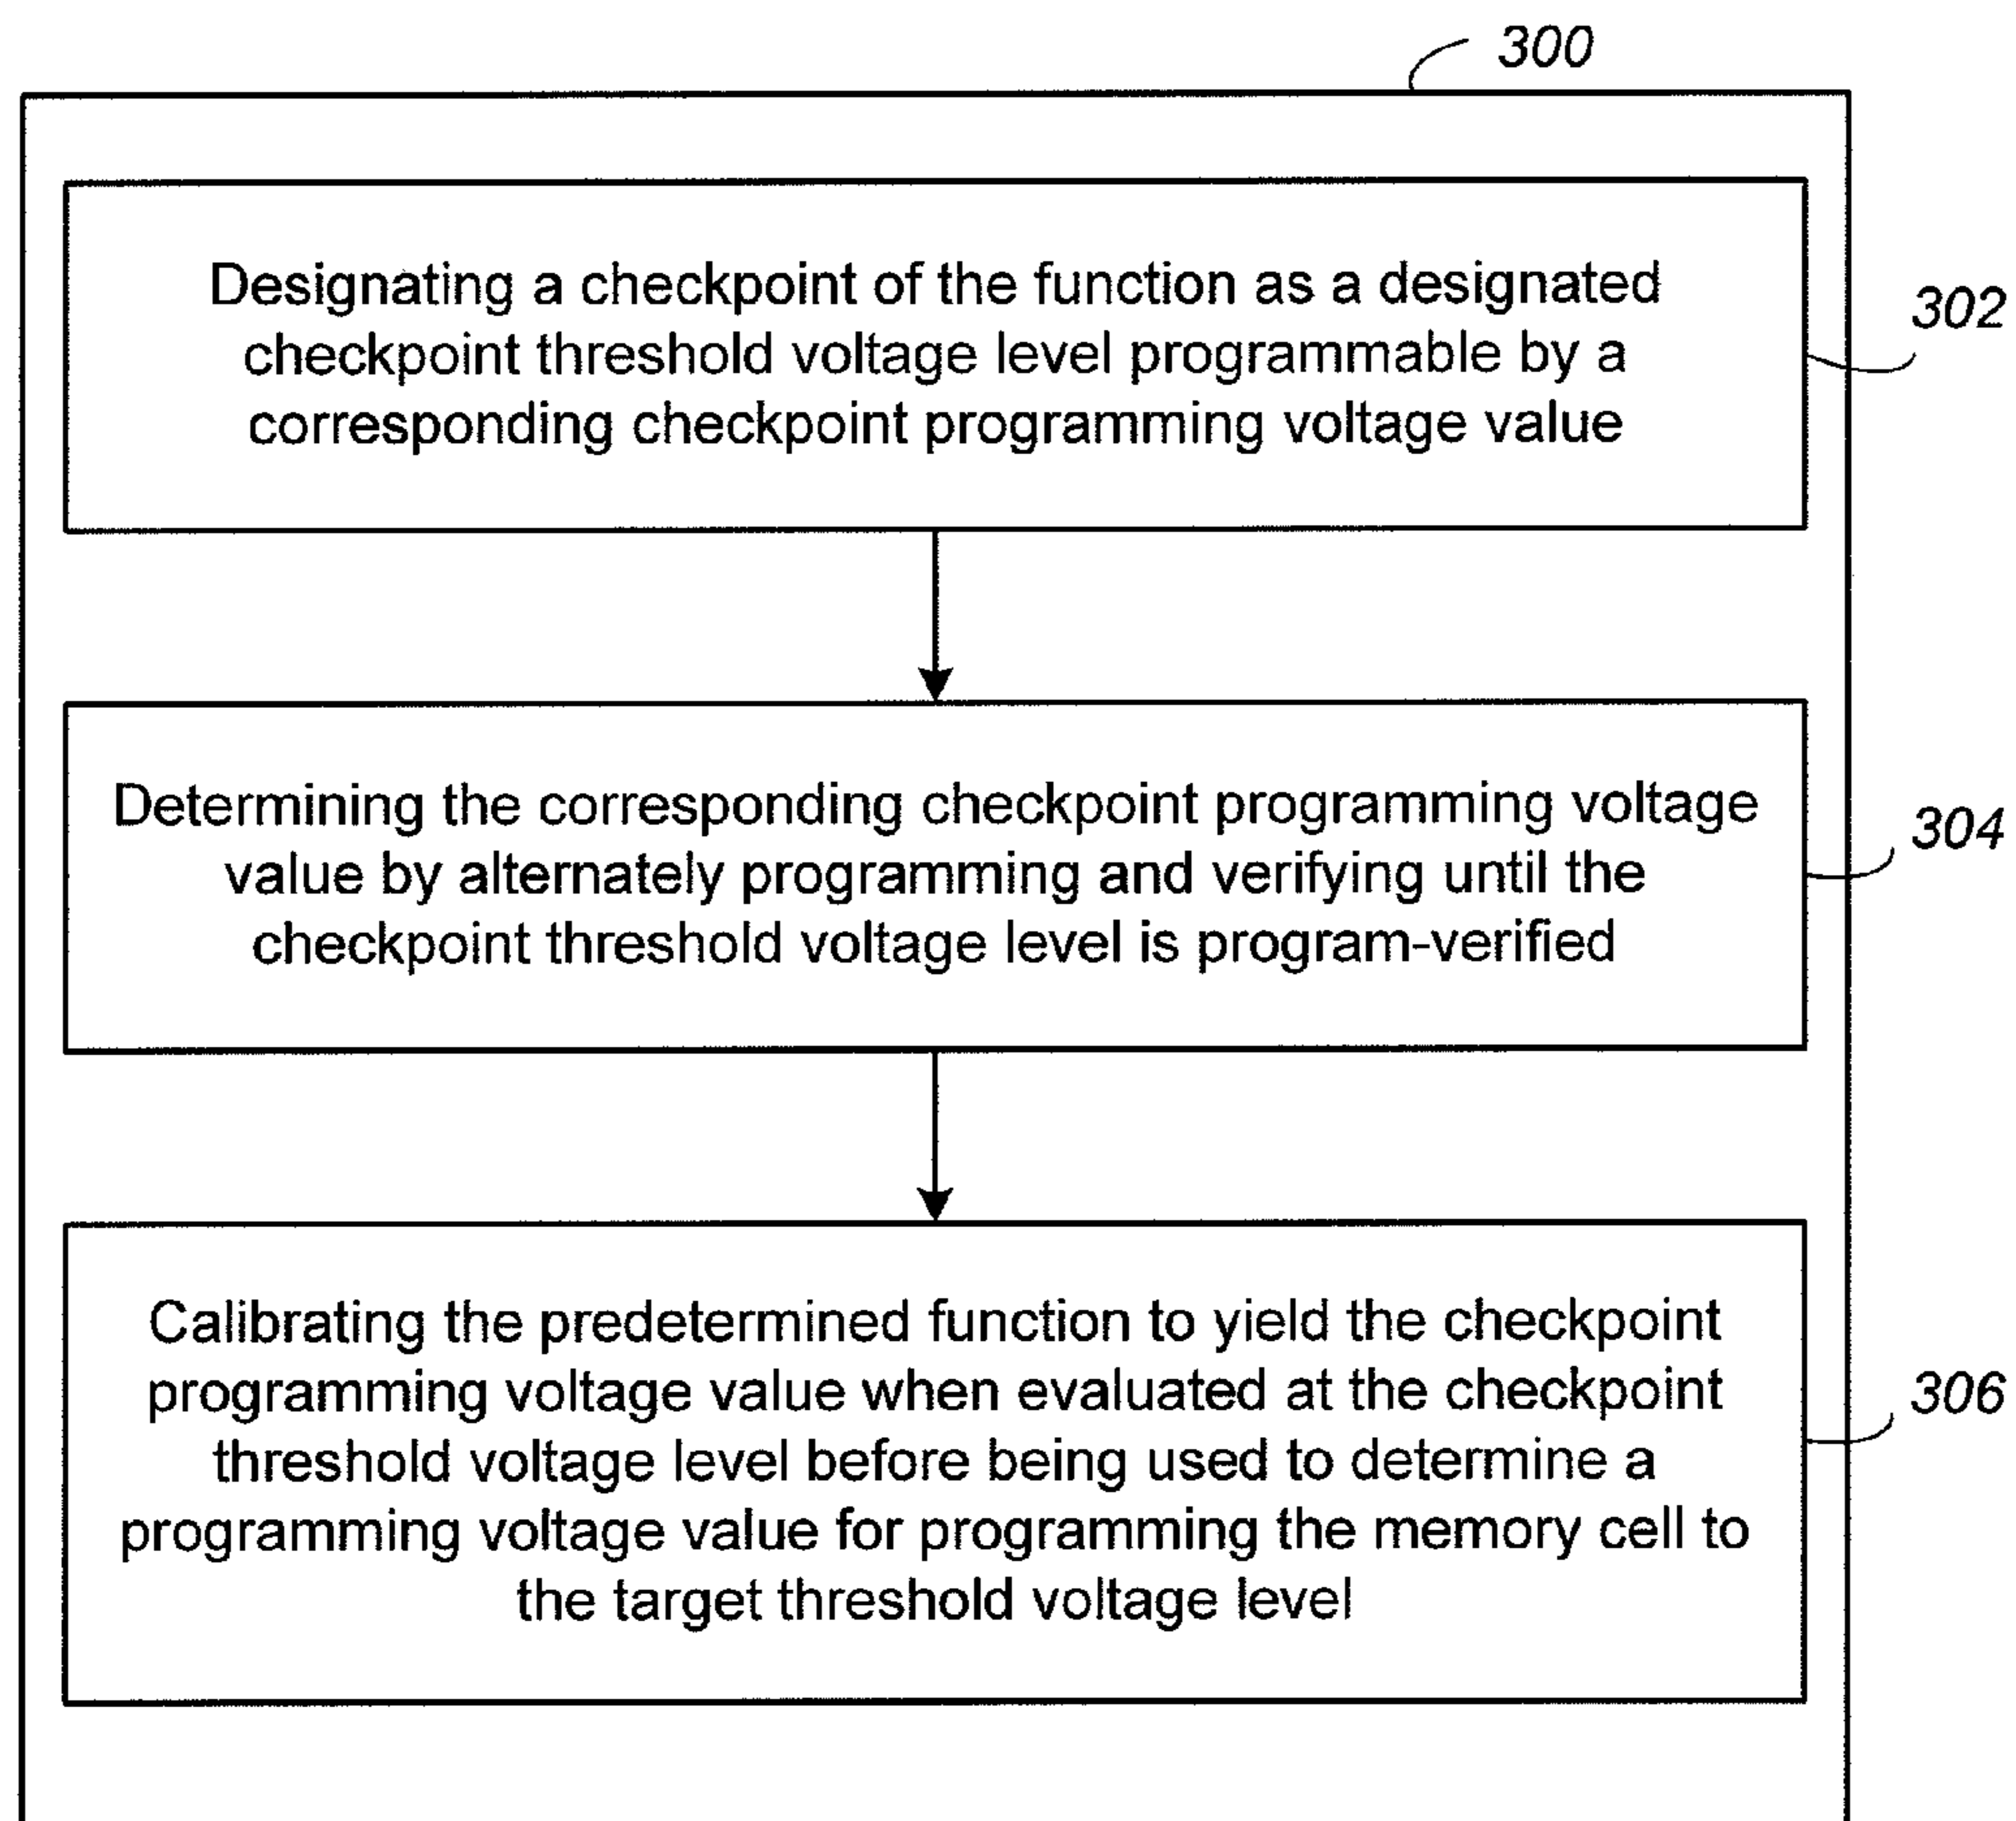 300
Designating a checkpoint of the function as a designated
checkpoint threshold voltage level programmable by a
corresponding checkpoint programming voltage value
302
Determining the corresponding checkpoint programming voltage
value by alternately programming and verifying until the
checkpoint threshold voltage level is program-verified
304
Calibrating the predetermined function to yield the checkpoint
programming voltage value when evaluated at the checkpoint
threshold voltage level before being used to determine a
programming voltage value for programming the memory cell to
the target threshold voltage level
306